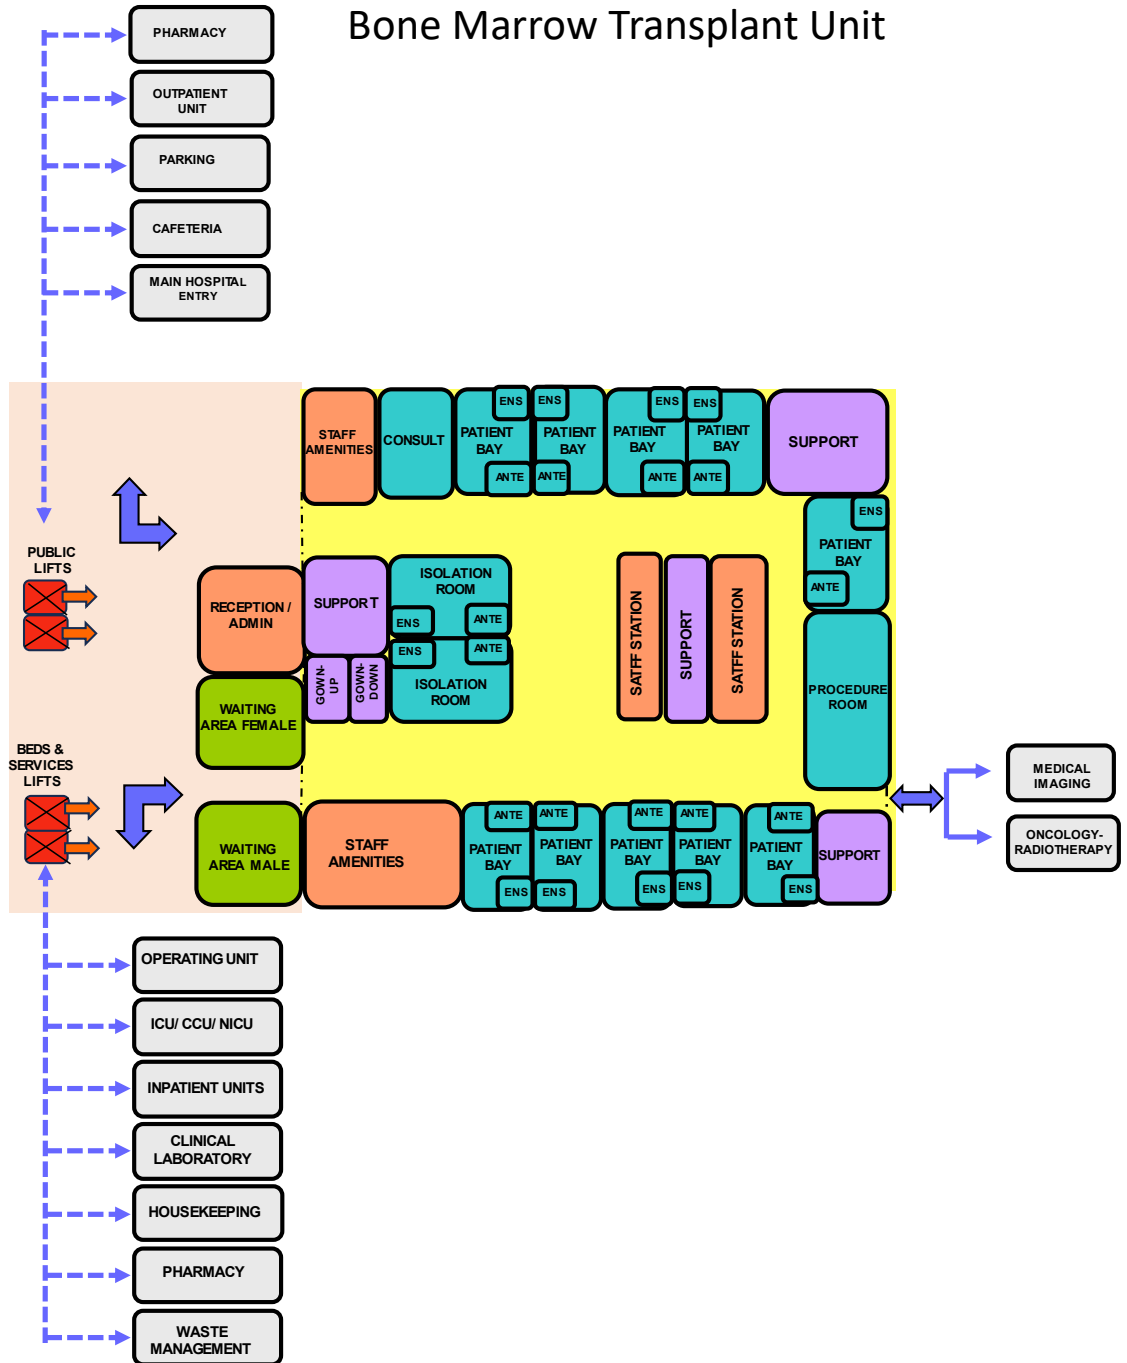 Bone Marrow Transplant Unit
PHARMACY
OUTPATIENT
UNIT
PARKING
CAFETERIA
MAIN HOSPITAL
ENTRY
STAFF
AMENITIES
CONSULT
ENS
PATIENT
BAY
ANTE
ENS
PATIENT
BAY
ANTE
ENS
PATIENT
BAY
ANTE
ENS
PATIENT
BAY
ANTE
SUPPORT
ENS
PATIENT
BAY
ANTE
PUBLIC
LIFTS
RECEPTION /
ADMIN
SUPPORT
ISOLATION
ROOM
ENS
ANTE
ENS
ANTE
ISOLATION
ROOM
GOWN-
UP
GOWN-
DOWN
SATFF STATION
SUPPORT
SATFF STATION
PROCEDURE
ROOM
WAITING
AREA FEMALE
BEDS &
SERVICES
LIFTS
WAITING
AREA MALE
STAFF
AMENITIES
ANTE
PATIENT
BAY
ENS
ANTE
PATIENT
BAY
ENS
ANTE
PATIENT
BAY
ENS
ANTE
PATIENT
BAY
ENS
ANTE
PATIENT
BAY
ENS
SUPPORT
MEDICAL
IMAGING
ONCOLOGY-
RADIOTHERAPY
OPERATING UNIT
ICU/ CCU/ NICU
INPATIENT UNITS
CLINICAL
LABORATORY
HOUSEKEEPING
PHARMACY
WASTE
MANAGEMENT